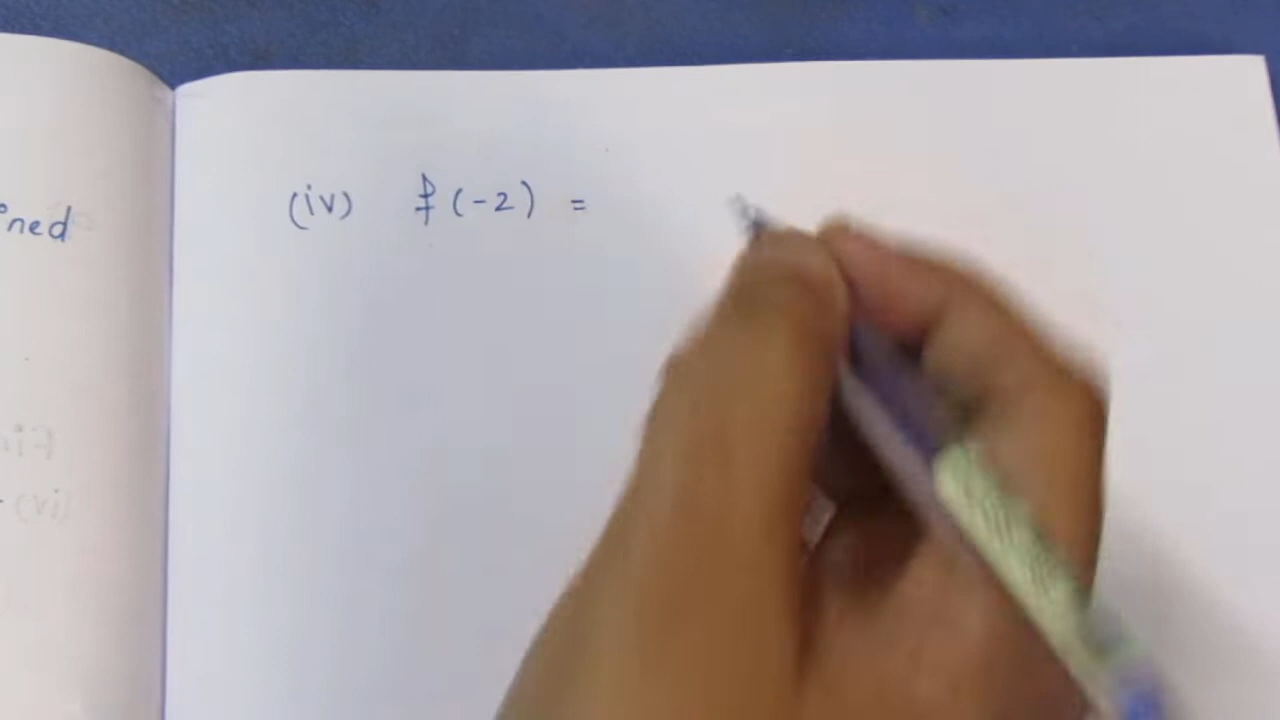 ned
(iv) f(-2) =